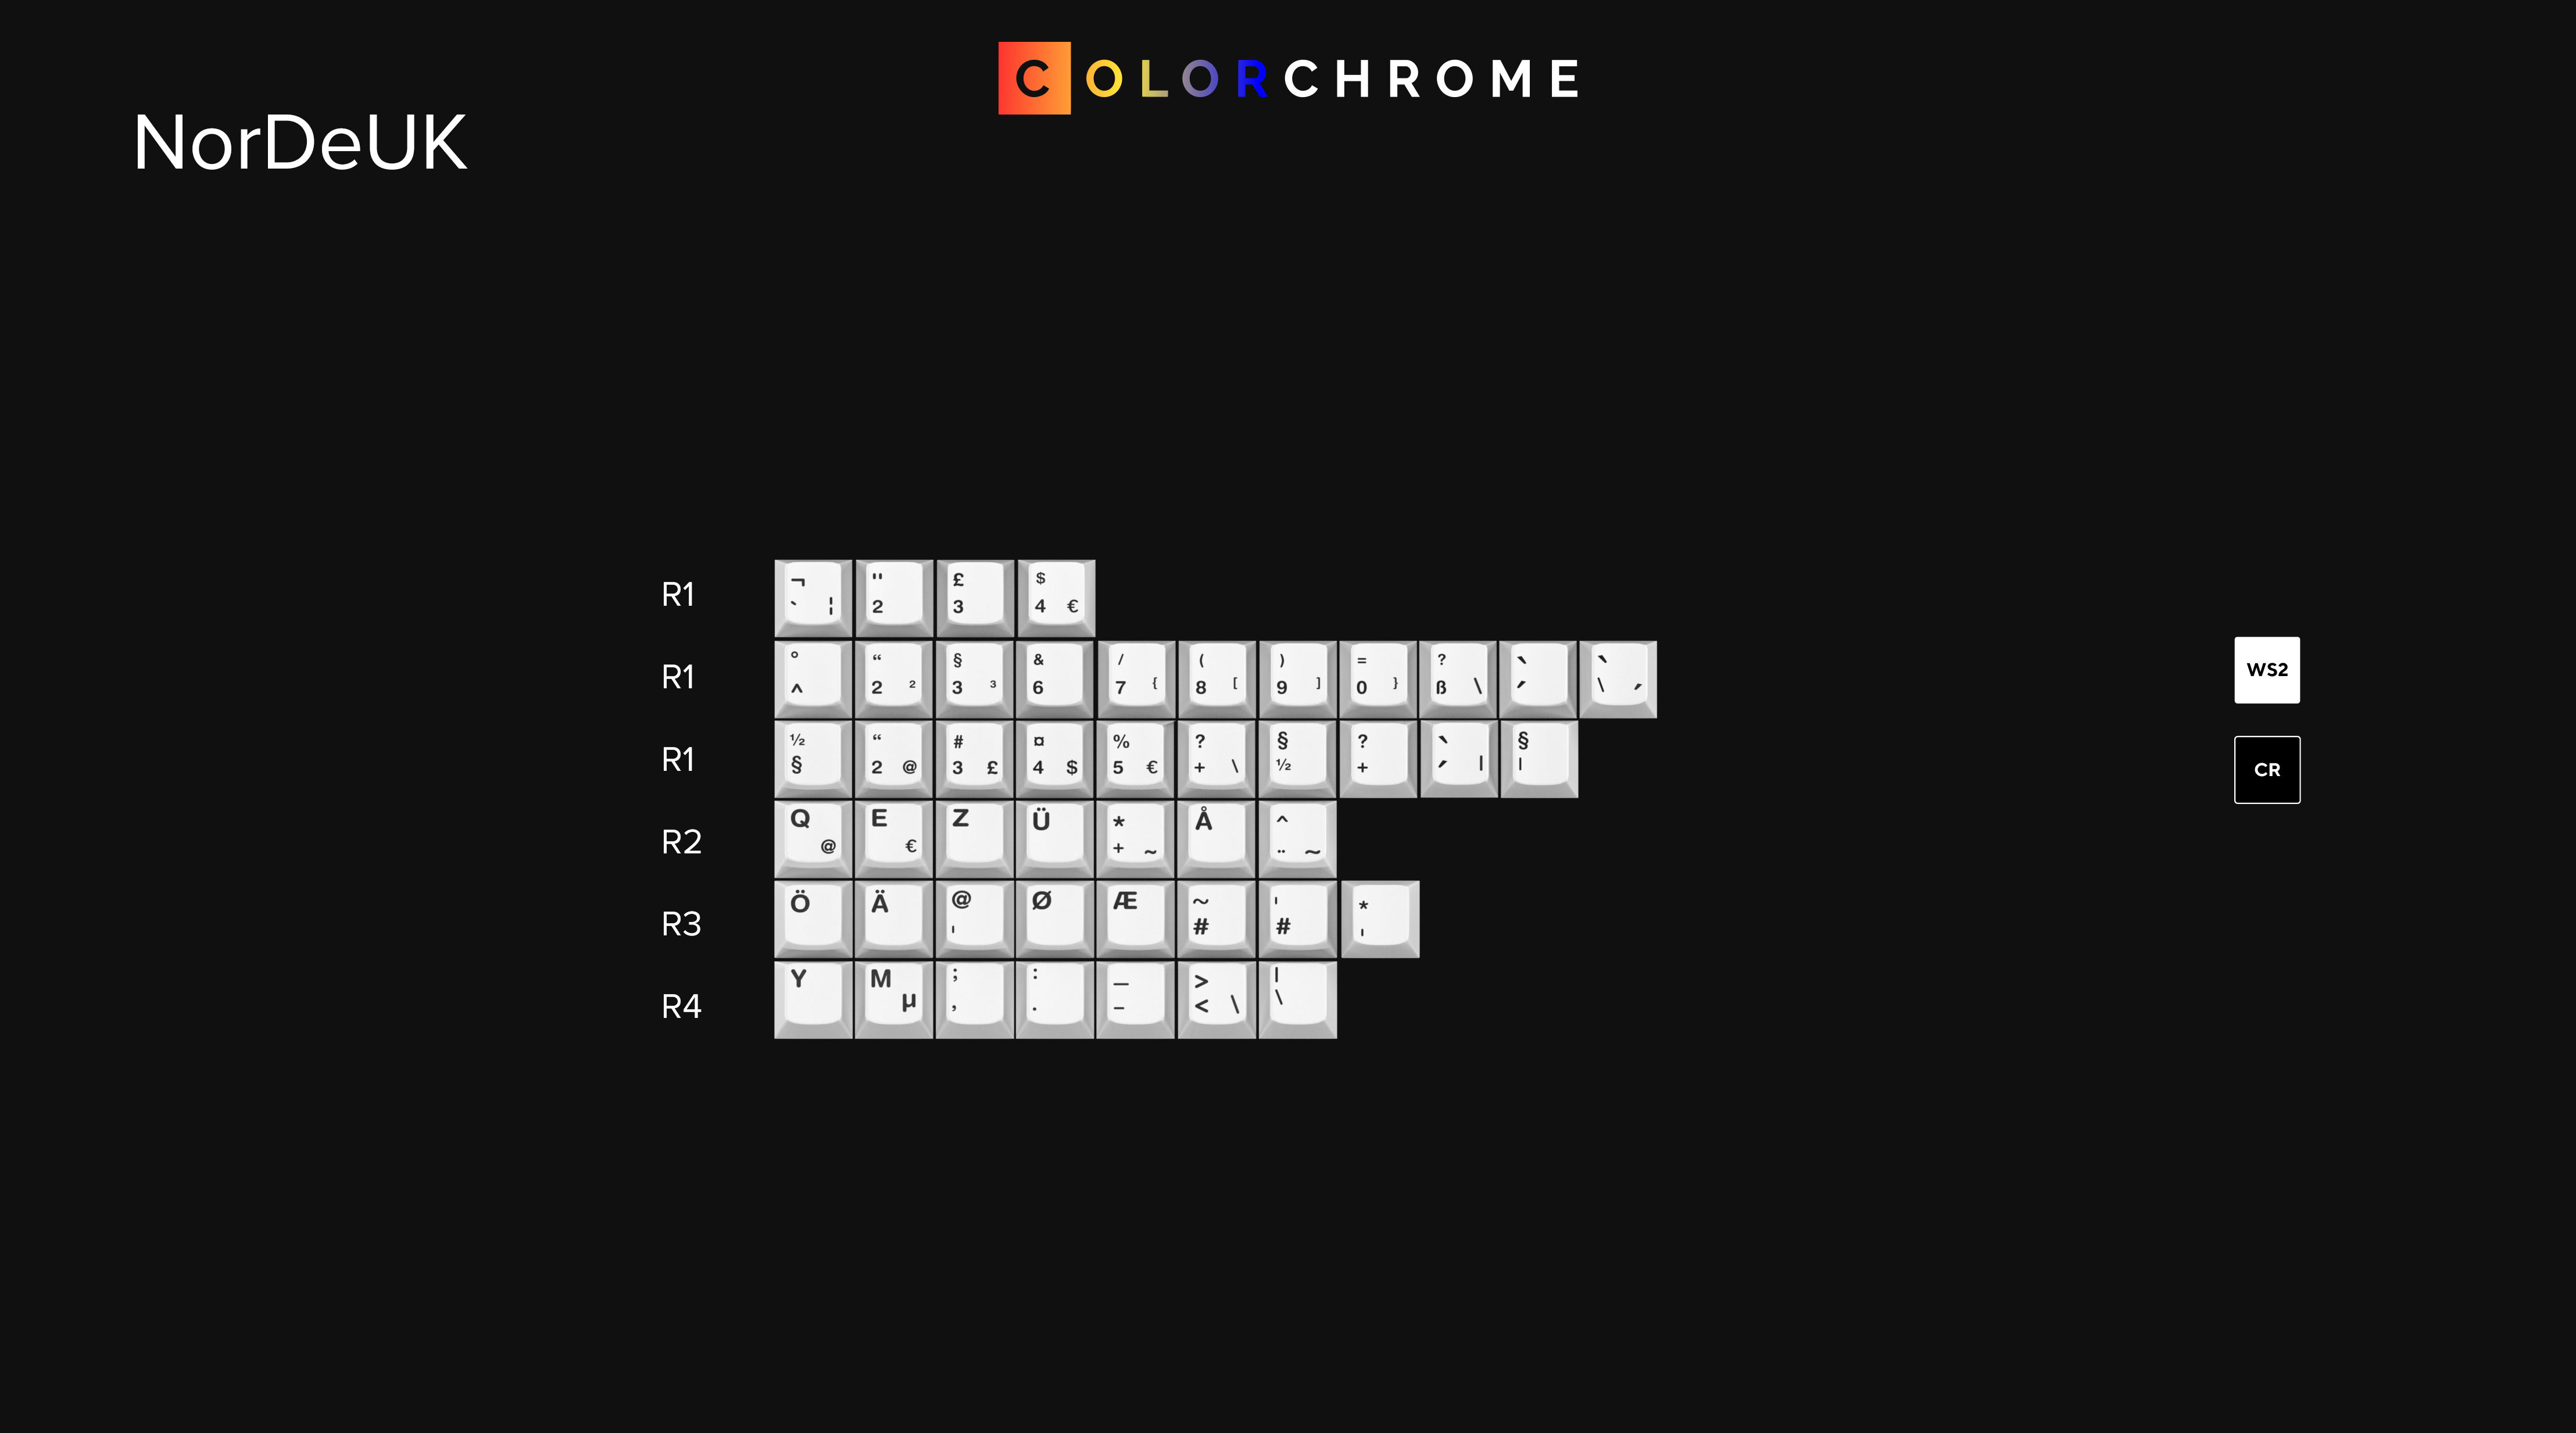 COLORCHROME
NorDeUK
R1 ¬ ` ¦ " 2 £ 3 $ 4 €
R1 ° ^ “ 2 ² § 3 ³ & 6 / 7 { ( 8 [ ) 9 ] = 0 } ? ß \ ` ´ ` \ ´
R1 ½ § “ 2 @ # 3 £ ¤ 4 $ % 5 € ? + \ § ½ ? + ` ´ | § |
R2 Q @ E € Z Ü * + ~ Å ^ ¨ ~
R3 Ö Ä @ ' Ø Æ ~ # ' # * '
R4 Y M µ ; , : . — – > < \ | \
WS2
CR